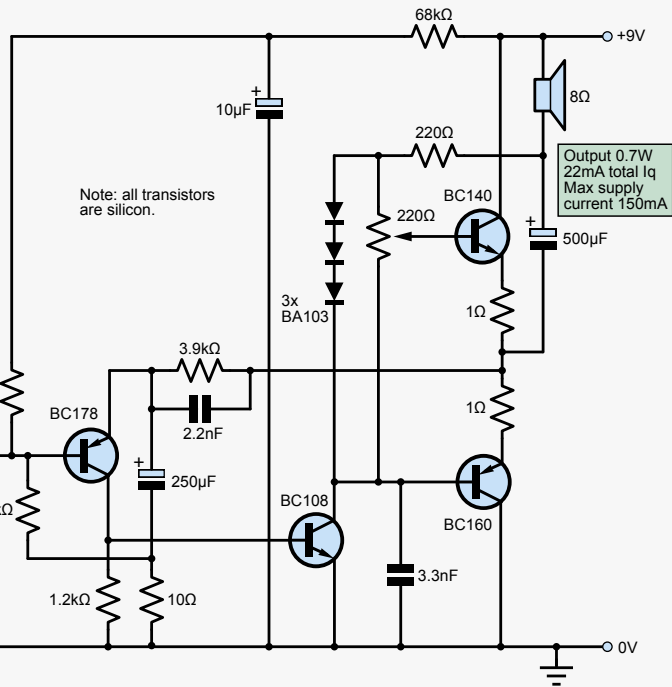 68kΩ
+9V
10µF
+
8Ω
220Ω
Output 0.7W
22mA total Iq
Max supply
current 150mA
Note: all transistors
are silicon.
BC140
220Ω
+
500µF
3x
BA103
1Ω
3.9kΩ
BC178
2.2nF
1Ω
+
250µF
BC108
BC160
kΩ
3.3nF
1.2kΩ
10Ω
0V